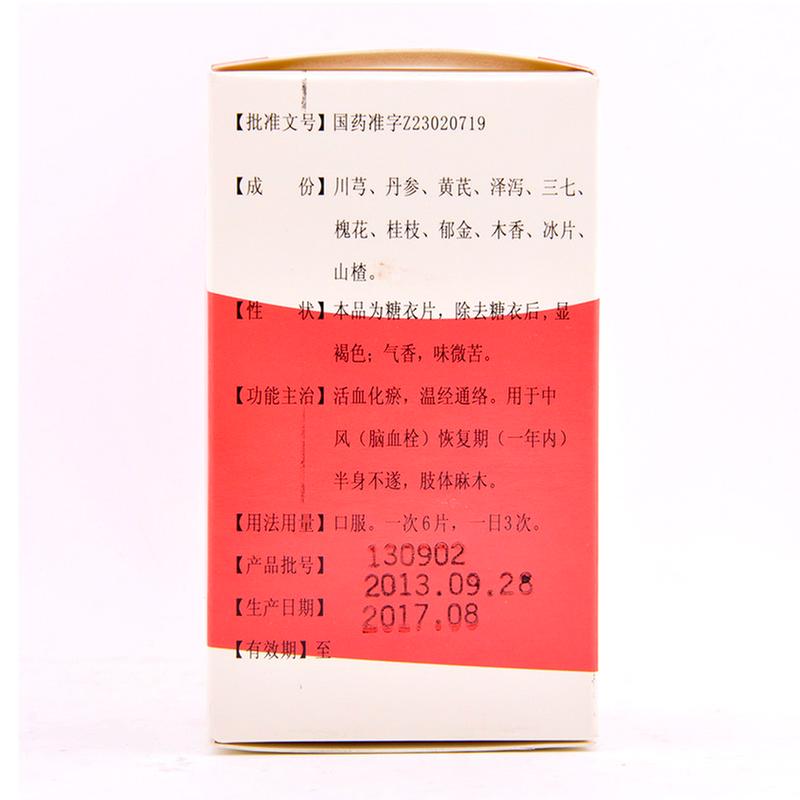 【批准文号】国药准字Z23020719
【成　　份】川芎、丹参、黄芪、泽泻、三七、
槐花、桂枝、郁金、木香、冰片、
山楂。
【性　　状】本品为糖衣片，除去糖衣后，显
褐色；气香，味微苦。
【功能主治】活血化瘀，温经通络。用于中
风（脑血栓）恢复期（一年内）
半身不遂，肢体麻木。
【用法用量】口服。一次6片，一日3次。
【产品批号】130902
【生产日期】2013.09.28
【有效期】至2017.08